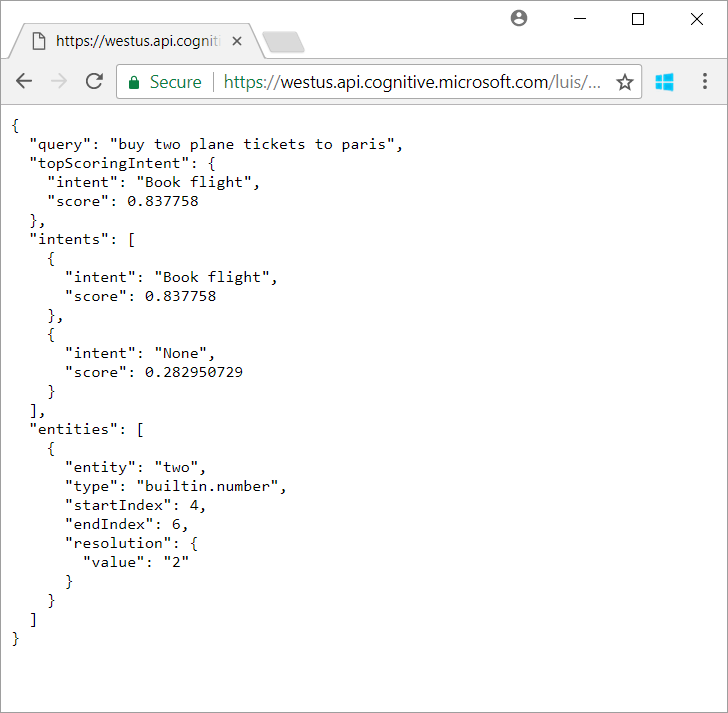 https://westus.api.cogniti
Secure https://westus.api.cognitive.microsoft.com/luis/...
{
  "query": "buy two plane tickets to paris",
  "topScoringIntent": {
    "intent": "Book flight",
    "score": 0.837758
  },
  "intents": [
    {
      "intent": "Book flight",
      "score": 0.837758
    },
    {
      "intent": "None",
      "score": 0.282950729
    }
  ],
  "entities": [
    {
      "entity": "two",
      "type": "builtin.number",
      "startIndex": 4,
      "endIndex": 6,
      "resolution": {
        "value": "2"
      }
    }
  ]
}